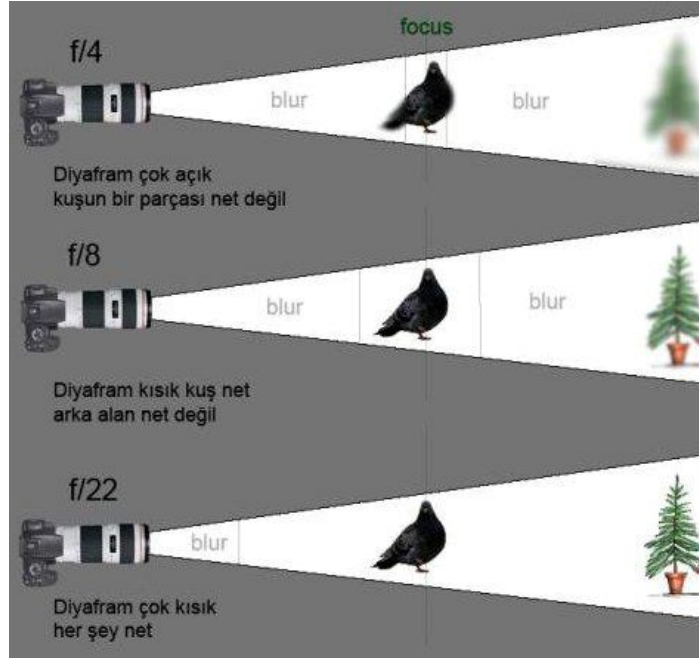 focus
f/4
blur
blur
Diyafram çok açık
kuşun bir parçası net değil
f/8
blur
blur
Diyafram kısık kuş net
arka alan net değil
f/22
blur
Diyafram çok kısık
her şey net